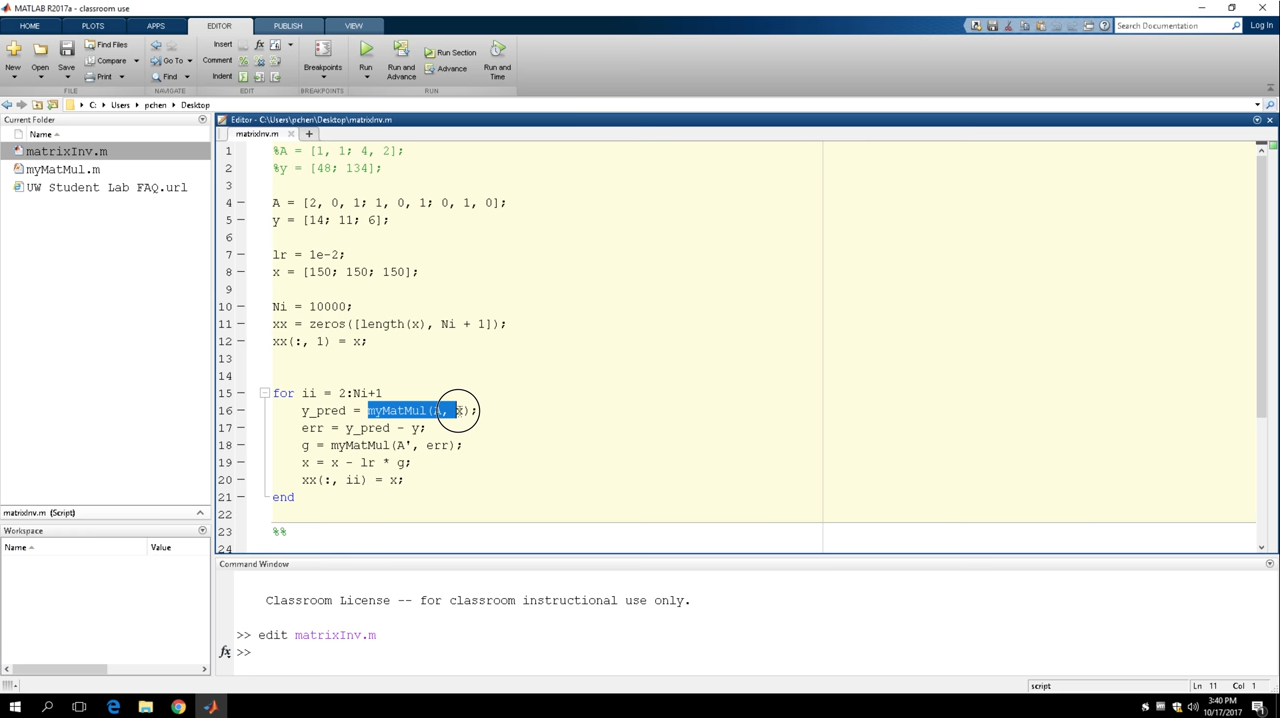 MATLAB R2017a - classroom use
HOME PLOTS APPS EDITOR PUBLISH VIEW Search Documentation Log In
New Open Save Find Files Compare Print Go To Find Insert Comment Indent fx Breakpoints Run Run and Advance Run Section Advance Run and Time
FILE NAVIGATE EDIT BREAKPOINTS RUN
C: Users pchen Desktop
Current Folder
Name
matrixInv.m
myMatMul.m
UW Student Lab FAQ.url
matrixInv.m (Script)
Workspace
Name Value
Editor - C:\Users\pchen\Desktop\matrixInv.m
matrixInv.m
1 %A = [1, 1; 4, 2];
2 %y = [48; 134];
3
4 A = [2, 0, 1; 1, 0, 1; 0, 1, 0];
5 y = [14; 11; 6];
6
7 lr = 1e-2;
8 x = [150; 150; 150];
9
10 Ni = 10000;
11 xx = zeros([length(x), Ni + 1]);
12 xx(:, 1) = x;
13
14
15 for ii = 2:Ni+1
16 y_pred = myMatMul(A, x);
17 err = y_pred - y;
18 g = myMatMul(A', err);
19 x = x - lr * g;
20 xx(:, ii) = x;
21 end
22
23 %%
24
Command Window
Classroom License -- for classroom instructional use only.
>> edit matrixInv.m
fx >>
script Ln 11 Col 1
3:40 PM
10/17/2017